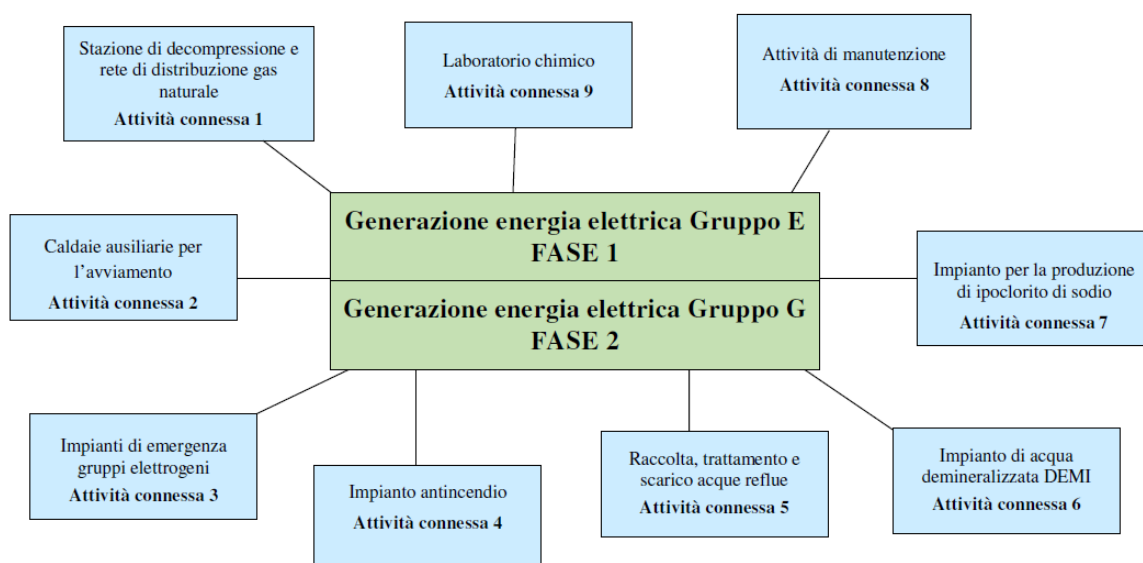 Stazione di decompressione e
rete di distribuzione gas
naturale
Attività connessa 1
Laboratorio chimico
Attività connessa 9
Attività di manutenzione
Attività connessa 8
Generazione energia elettrica Gruppo E
FASE 1
Generazione energia elettrica Gruppo G
FASE 2
Caldaie ausiliarie per
l’avviamento
Attività connessa 2
Impianto per la produzione
di ipoclorito di sodio
Attività connessa 7
Impianti di emergenza
gruppi elettrogeni
Attività connessa 3
Impianto antincendio
Attività connessa 4
Raccolta, trattamento e
scarico acque reflue
Attività connessa 5
Impianto di acqua
demineralizzata DEMI
Attività connessa 6